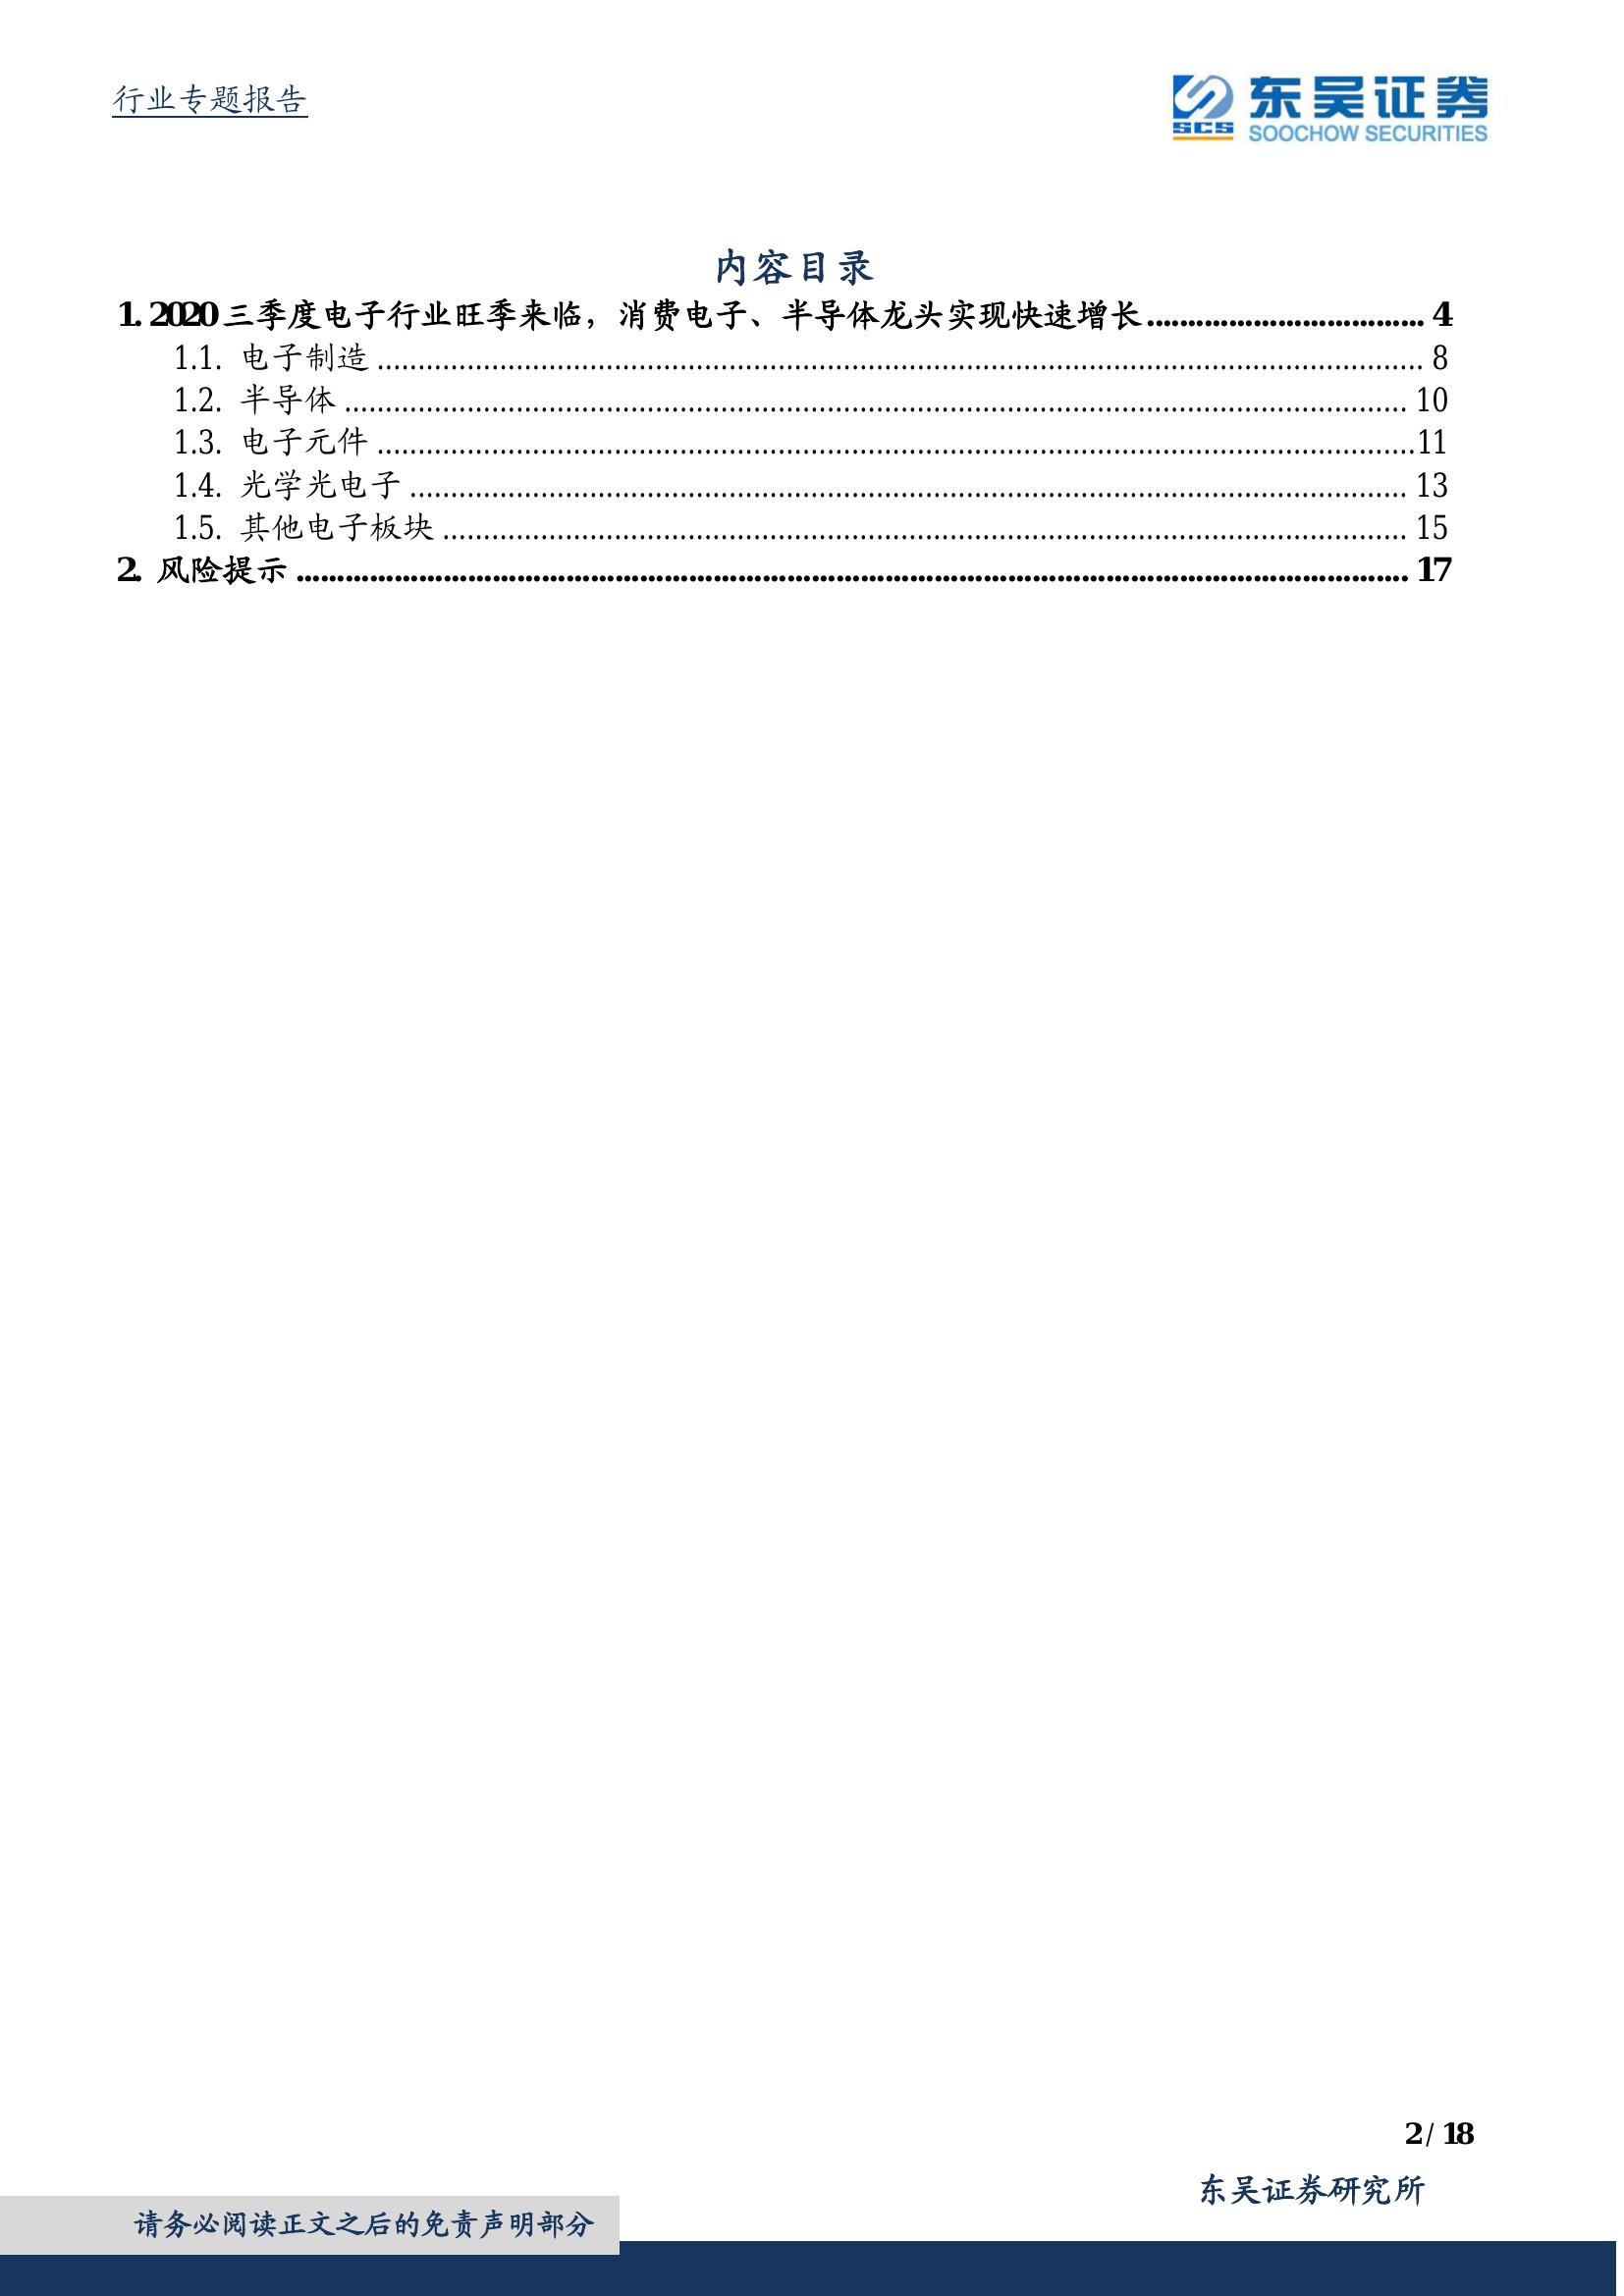 行业专题报告
东吴证券
SCS
SOOCHOW SECURITIES
内容目录
1. 2020 三季度电子行业旺季来临，消费电子、半导体龙头实现快速增长.................................. 4
1.1. 电子制造 ................................................................................................................................ 8
1.2. 半导体 .................................................................................................................................. 10
1.3. 电子元件 ...............................................................................................................................11
1.4. 光学光电子 .......................................................................................................................... 13
1.5. 其他电子板块 ...................................................................................................................... 15
2. 风险提示 ....................................................................................................................................... 17
2 / 18
东吴证券研究所
请务必阅读正文之后的免责声明部分